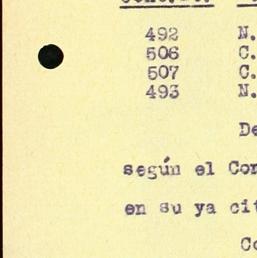 492 N.
506 C.
507 C.
493 N.
De
según el Con
en su ya cit
Co